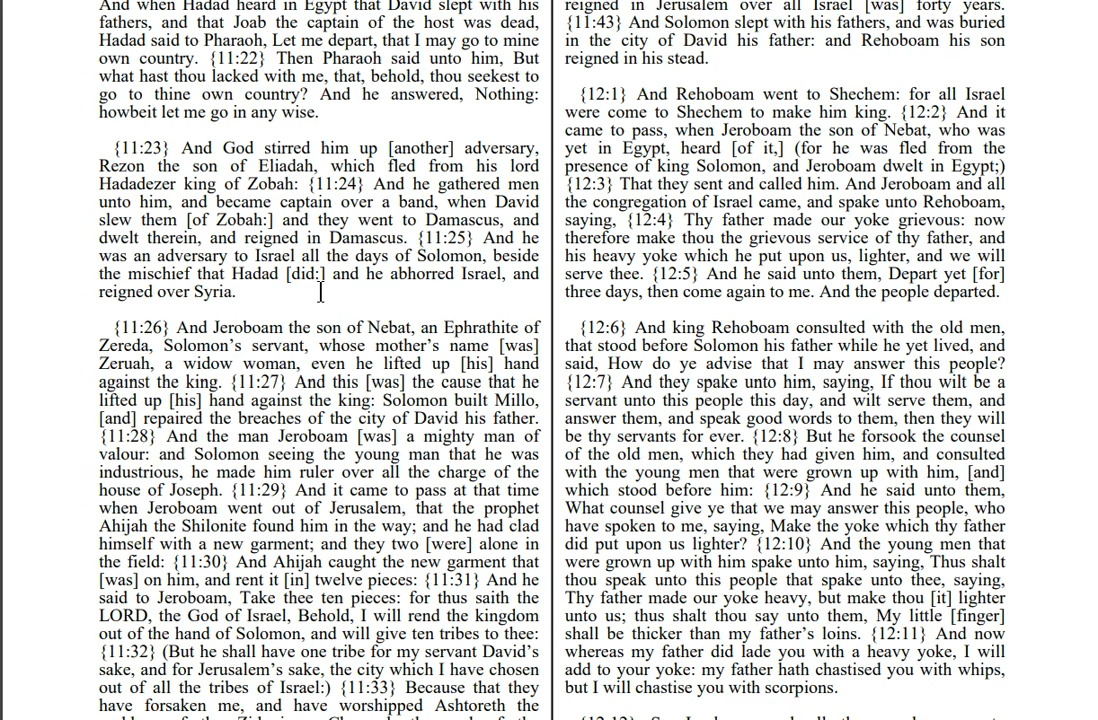 And when Hadad heard in Egypt that David slept with his
fathers, and that Joab the captain of the host was dead,
Hadad said to Pharaoh, Let me depart, that I may go to mine
own country. {11:22} Then Pharaoh said unto him, But
what hast thou lacked with me, that, behold, thou seekest to
go to thine own country? And he answered, Nothing:
howbeit let me go in any wise.
{11:23} And God stirred him up [another] adversary,
Rezon the son of Eliadah, which fled from his lord
Hadadezer king of Zobah: {11:24} And he gathered men
unto him, and became captain over a band, when David
slew them [of Zobah:] and they went to Damascus, and
dwelt therein, and reigned in Damascus. {11:25} And he
was an adversary to Israel all the days of Solomon, beside
the mischief that Hadad [did:] and he abhorred Israel, and
reigned over Syria.
{11:26} And Jeroboam the son of Nebat, an Ephrathite of
Zereda, Solomon's servant, whose mother's name [was]
Zeruah, a widow woman, even he lifted up [his] hand
against the king. {11:27} And this [was] the cause that he
lifted up [his] hand against the king: Solomon built Millo,
[and] repaired the breaches of the city of David his father.
{11:28} And the man Jeroboam [was] a mighty man of
valour: and Solomon seeing the young man that he was
industrious, he made him ruler over all the charge of the
house of Joseph. {11:29} And it came to pass at that time
when Jeroboam went out of Jerusalem, that the prophet
Ahijah the Shilonite found him in the way; and he had clad
himself with a new garment; and they two [were] alone in
the field: {11:30} And Ahijah caught the new garment that
[was] on him, and rent it [in] twelve pieces: {11:31} And he
said to Jeroboam, Take thee ten pieces: for thus saith the
LORD, the God of Israel, Behold, I will rend the kingdom
out of the hand of Solomon, and will give ten tribes to thee:
{11:32} (But he shall have one tribe for my servant David's
sake, and for Jerusalem's sake, the city which I have chosen
out of all the tribes of Israel:) {11:33} Because that they
have forsaken me, and have worshipped Ashtoreth the
reigned in Jerusalem over all Israel [was] forty years.
{11:43} And Solomon slept with his fathers, and was buried
in the city of David his father: and Rehoboam his son
reigned in his stead.
{12:1} And Rehoboam went to Shechem: for all Israel
were come to Shechem to make him king. {12:2} And it
came to pass, when Jeroboam the son of Nebat, who was
yet in Egypt, heard [of it,] (for he was fled from the
presence of king Solomon, and Jeroboam dwelt in Egypt;)
{12:3} That they sent and called him. And Jeroboam and all
the congregation of Israel came, and spake unto Rehoboam,
saying, {12:4} Thy father made our yoke grievous: now
therefore make thou the grievous service of thy father, and
his heavy yoke which he put upon us, lighter, and we will
serve thee. {12:5} And he said unto them, Depart yet [for]
three days, then come again to me. And the people departed.
{12:6} And king Rehoboam consulted with the old men,
that stood before Solomon his father while he yet lived, and
said, How do ye advise that I may answer this people?
{12:7} And they spake unto him, saying, If thou wilt be a
servant unto this people this day, and wilt serve them, and
answer them, and speak good words to them, then they will
be thy servants for ever. {12:8} But he forsook the counsel
of the old men, which they had given him, and consulted
with the young men that were grown up with him, [and]
which stood before him: {12:9} And he said unto them,
What counsel give ye that we may answer this people, who
have spoken to me, saying, Make the yoke which thy father
did put upon us lighter? {12:10} And the young men that
were grown up with him spake unto him, saying, Thus shalt
thou speak unto this people that spake unto thee, saying,
Thy father made our yoke heavy, but make thou [it] lighter
unto us; thus shalt thou say unto them, My little [finger]
shall be thicker than my father's loins. {12:11} And now
whereas my father did lade you with a heavy yoke, I will
add to your yoke: my father hath chastised you with whips,
but I will chastise you with scorpions.